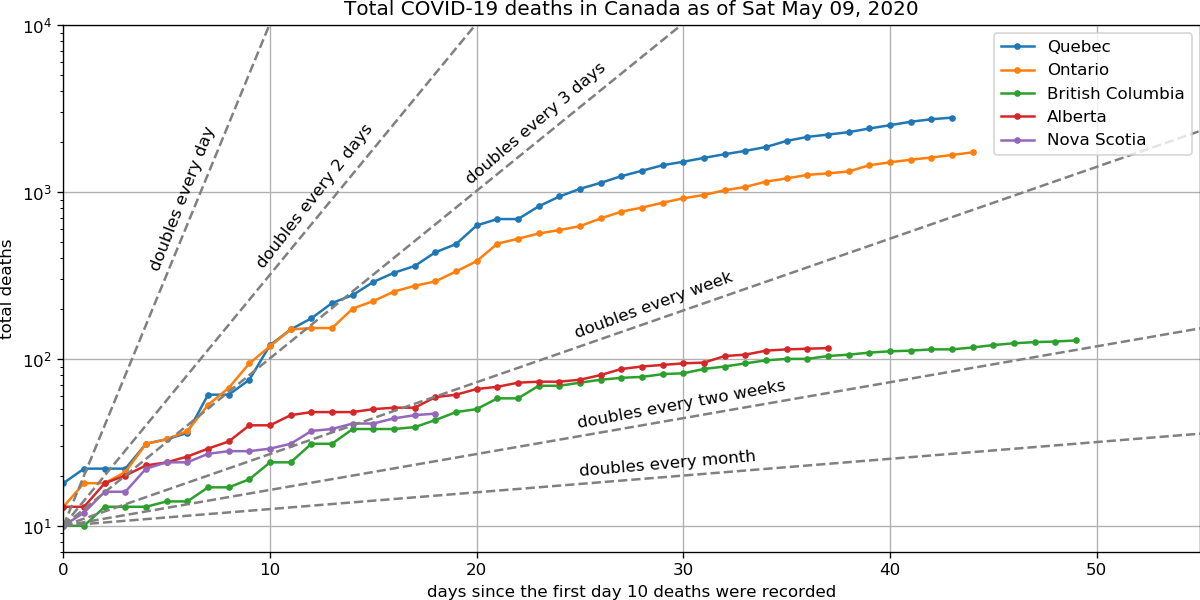 Total COVID-19 deaths in Canada as of Sat May 09, 2020
total deaths
10⁴
10³
10²
10¹
doubles every day
doubles every 2 days
doubles every 3 days
doubles every week
doubles every two weeks
doubles every month
Quebec
Ontario
British Columbia
Alberta
Nova Scotia
0 10 20 30 40 50
days since the first day 10 deaths were recorded